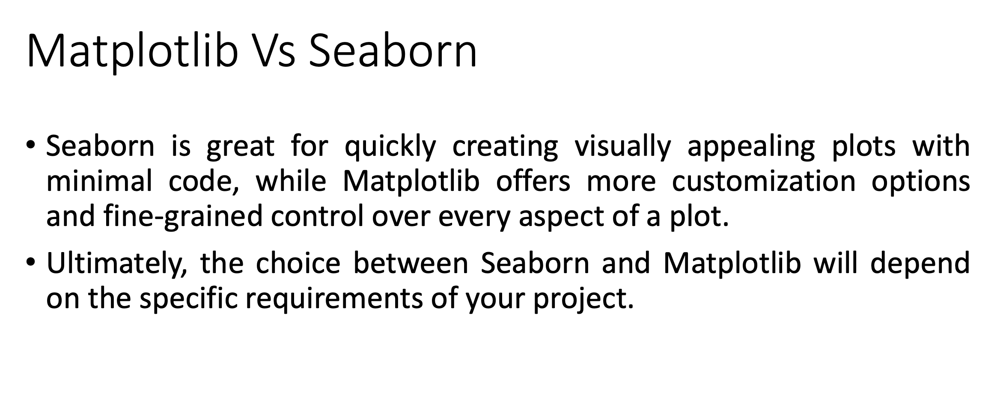 Matplotlib Vs Seaborn
• Seaborn is great for quickly creating visually appealing plots with
minimal code, while Matplotlib offers more customization options
and fine-grained control over every aspect of a plot.
• Ultimately, the choice between Seaborn and Matplotlib will depend
on the specific requirements of your project.